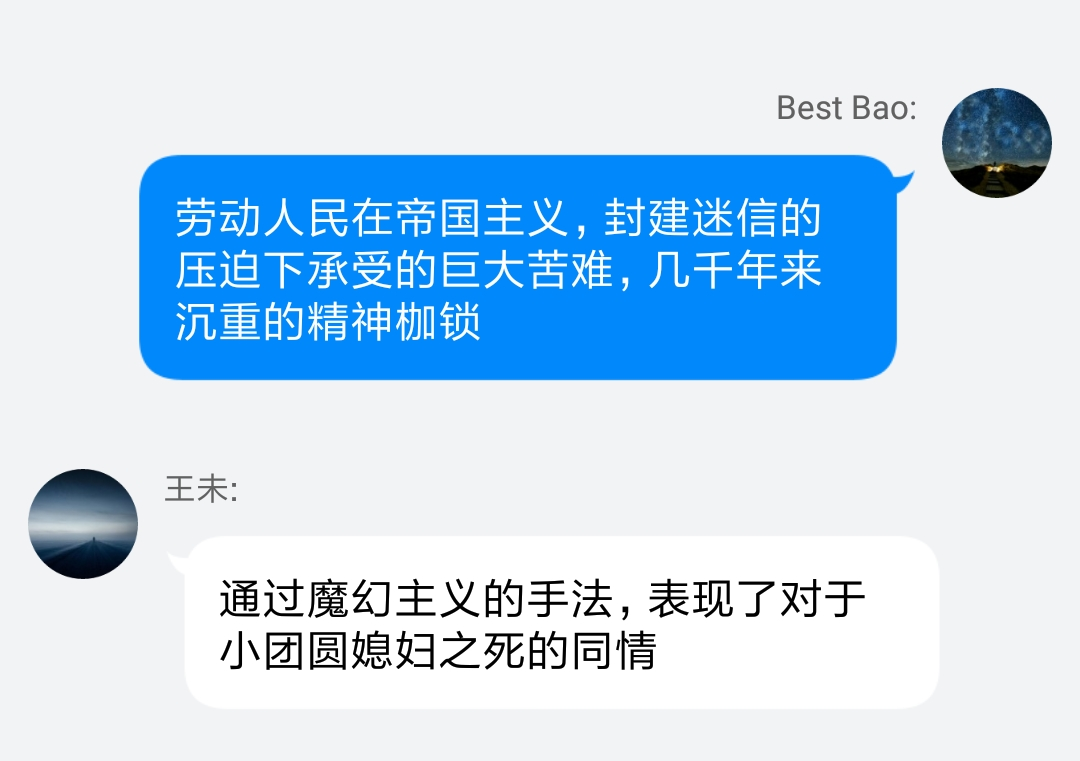 Best Bao:
劳动人民在帝国主义，封建迷信的
压迫下承受的巨大苦难，几千年来
沉重的精神枷锁
王未:
通过魔幻主义的手法，表现了对于
小团圆媳妇之死的同情